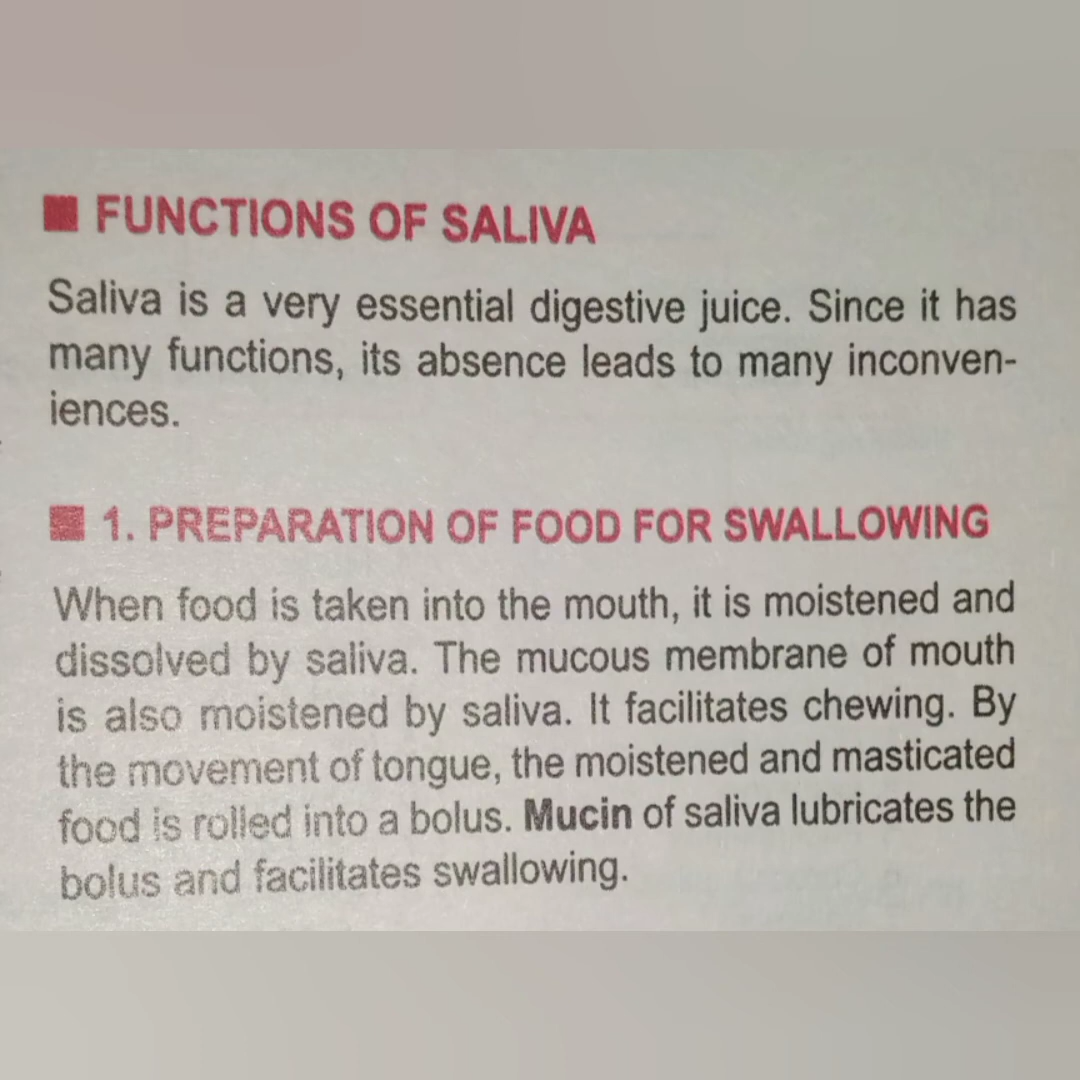 FUNCTIONS OF SALIVA
Saliva is a very essential digestive juice. Since it has
many functions, its absence leads to many inconven-
iences.
1. PREPARATION OF FOOD FOR SWALLOWING
When food is taken into the mouth, it is moistened and
dissolved by saliva. The mucous membrane of mouth
is also moistened by saliva. It facilitates chewing. By
the movement of tongue, the moistened and masticated
food is rolled into a bolus. Mucin of saliva lubricates the
bolus and facilitates swallowing.